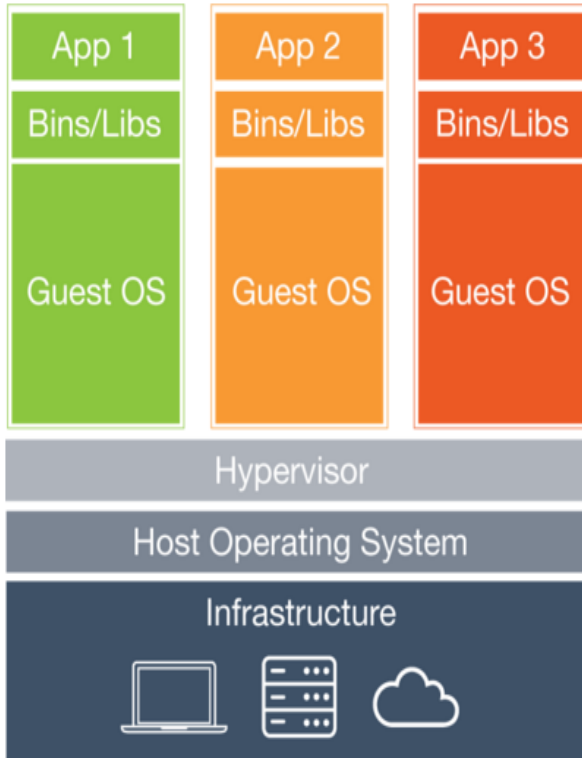 App 1
App 2
App 3
Bins/Libs
Bins/Libs
Bins/Libs
Guest OS
Guest OS
Guest OS
Hypervisor
Host Operating System
Infrastructure